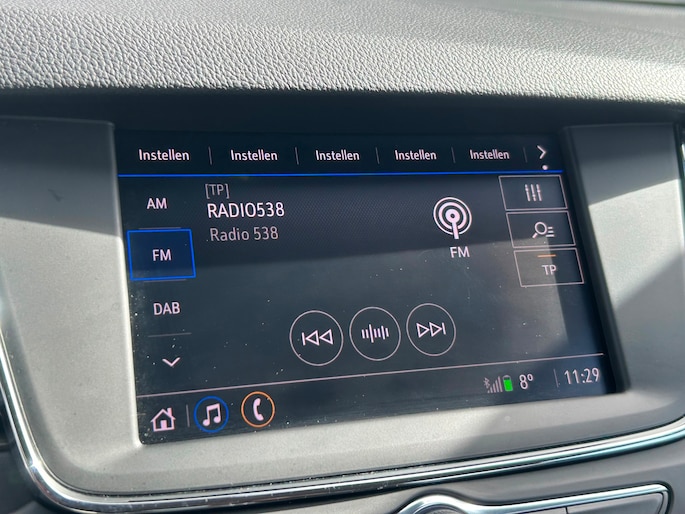 Instellen Instellen Instellen Instellen Instellen
AM
[TP]
RADIO538
Radio 538
FM
FM
TP
DAB
8° 11:29